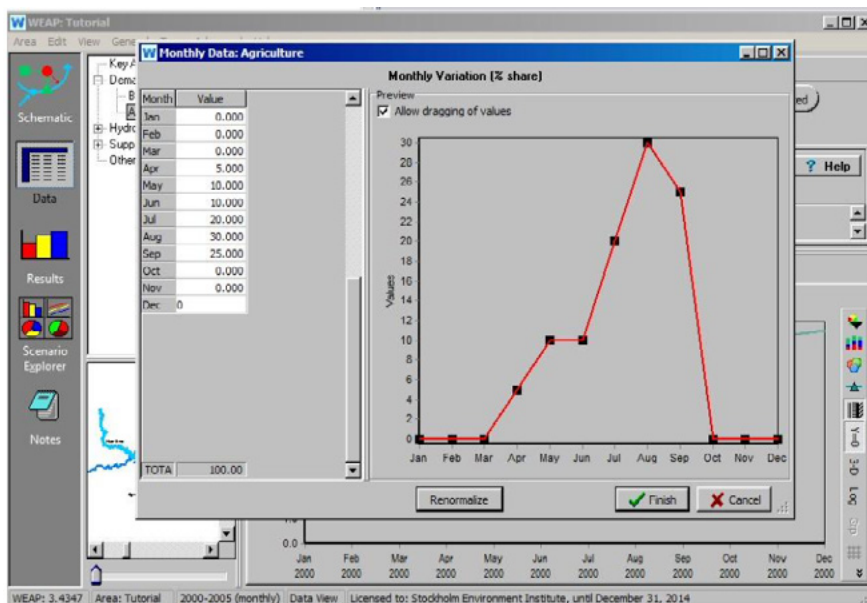 WEAP: Tutorial
Area Edit View Gene
Monthly Data: Agriculture
Monthly Variation (% share)
Schematic
Data
Results
Scenario
Explorer
Notes
Key A
Dema
B
A
Hydro
Supp
Other
Month Value
Jan 0.000
Feb 0.000
Mar 0.000
Apr 5.000
May 10.000
Jun 10.000
Jul 20.000
Aug 30.000
Sep 25.000
Oct 0.000
Nov 0.000
Dec 0
TOTA 100.00
Preview
Allow dragging of values
30
28
26
24
22
20
18
16
14
12
10
8
6
4
2
0
Values
Jan Feb Mar Apr May Jun Jul Aug Sep Oct Nov Dec
Renormalize
Finish
Cancel
ed
? Help
Y=0
3-D
Log
0.0
Jan Feb Mar Apr May Jun Jul Aug Sep Oct Nov Dec
2000 2000 2000 2000 2000 2000 2000 2000 2000 2000 2000 2000
WEAP: 3.4347 Area: Tutorial 2000-2005 (monthly) Data View Licensed to: Stockholm Environment Institute, until December 31, 2014